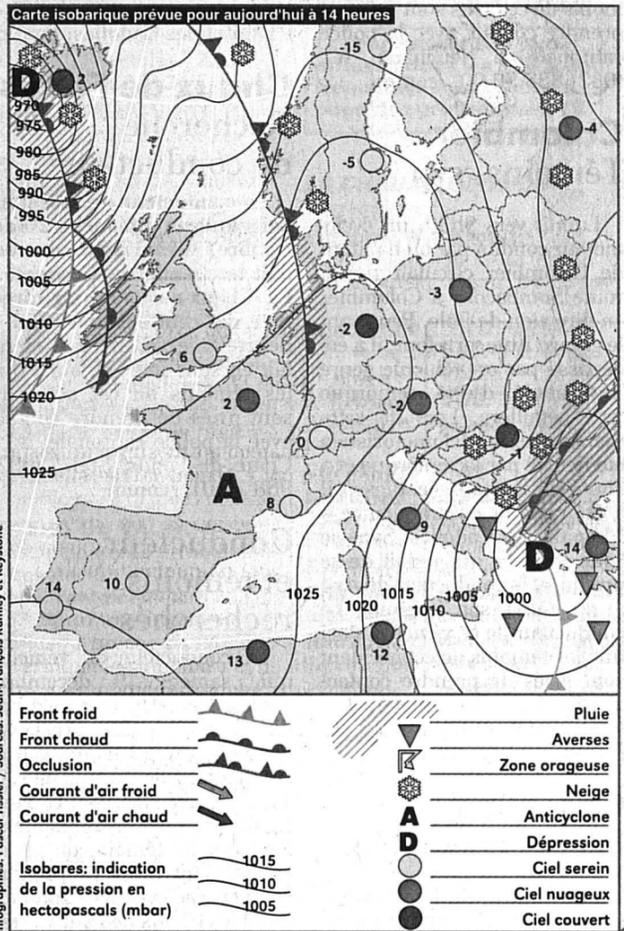 Carte isobarique prévue pour aujourd'hui à 14 heures
-15
D
2
970
975
980
985
990
995
1000
1005
1010
1015
1020
1025
-4
-5
-3
-2
6
2
-2
0
-1
A
8
9
D
14
14
10
1025
1020
1015
1010
1005
1000
13
12
Front froid
Front chaud
Occlusion
Courant d'air froid
Courant d'air chaud
Isobares: indication
de la pression en
hectopascals (mbar)
1015
1010
1005
Pluie
Averses
Zone orageuse
Neige
A Anticyclone
D Dépression
Ciel serein
Ciel nuageux
Ciel couvert